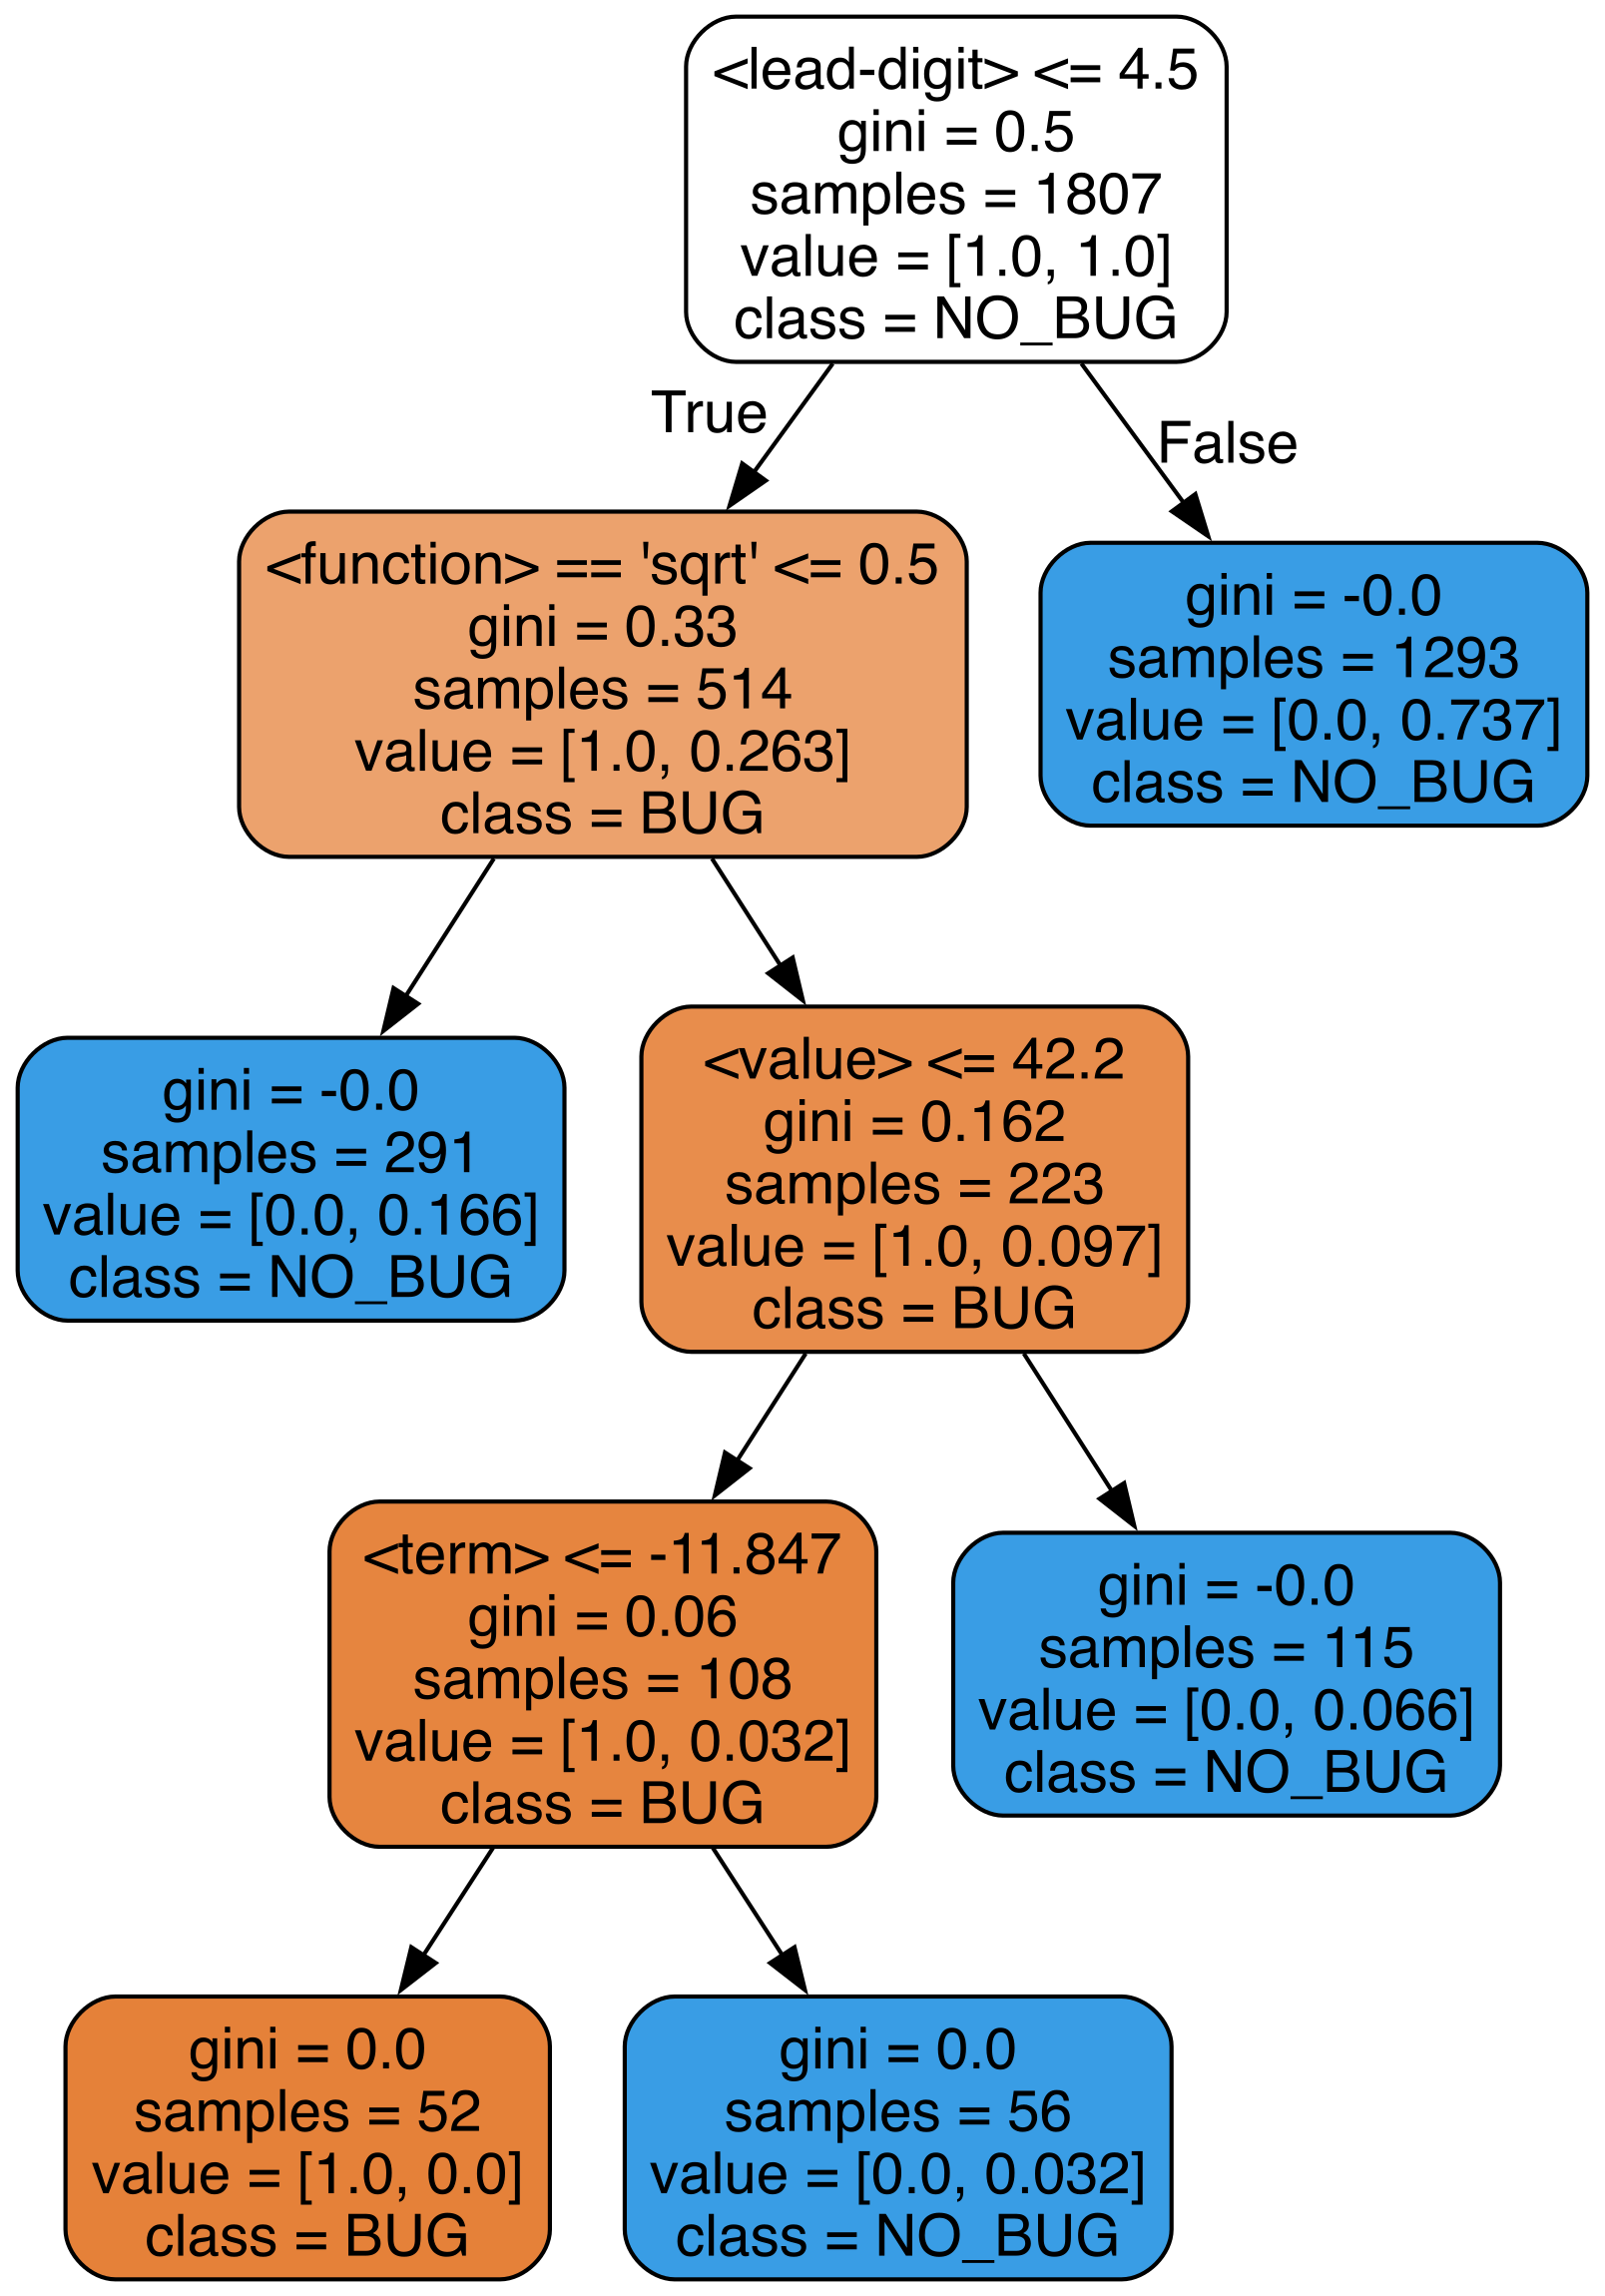 <lead-digit> <= 4.5
gini = 0.5
samples = 1807
value = [1.0, 1.0]
class = NO_BUG
True
False
<function> == 'sqrt' <= 0.5
gini = 0.33
samples = 514
value = [1.0, 0.263]
class = BUG
gini = -0.0
samples = 1293
value = [0.0, 0.737]
class = NO_BUG
gini = -0.0
samples = 291
value = [0.0, 0.166]
class = NO_BUG
<value> <= 42.2
gini = 0.162
samples = 223
value = [1.0, 0.097]
class = BUG
<term> <= -11.847
gini = 0.06
samples = 108
value = [1.0, 0.032]
class = BUG
gini = -0.0
samples = 115
value = [0.0, 0.066]
class = NO_BUG
gini = 0.0
samples = 52
value = [1.0, 0.0]
class = BUG
gini = 0.0
samples = 56
value = [0.0, 0.032]
class = NO_BUG